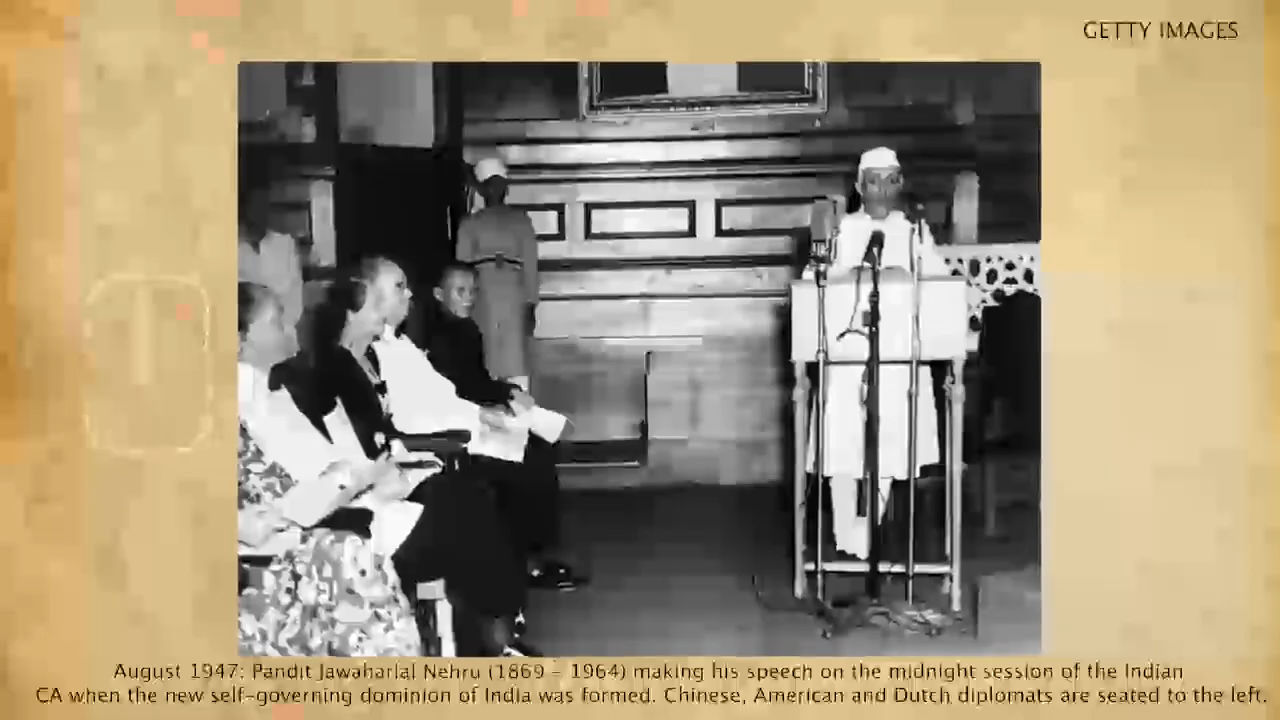 GETTY IMAGES
August 1947: Pandit Jawaharlal Nehru (1869 - 1964) making his speech on the midnight session of the Indian
CA when the new self-governing dominion of India was formed. Chinese, American and Dutch diplomats are seated to the left.